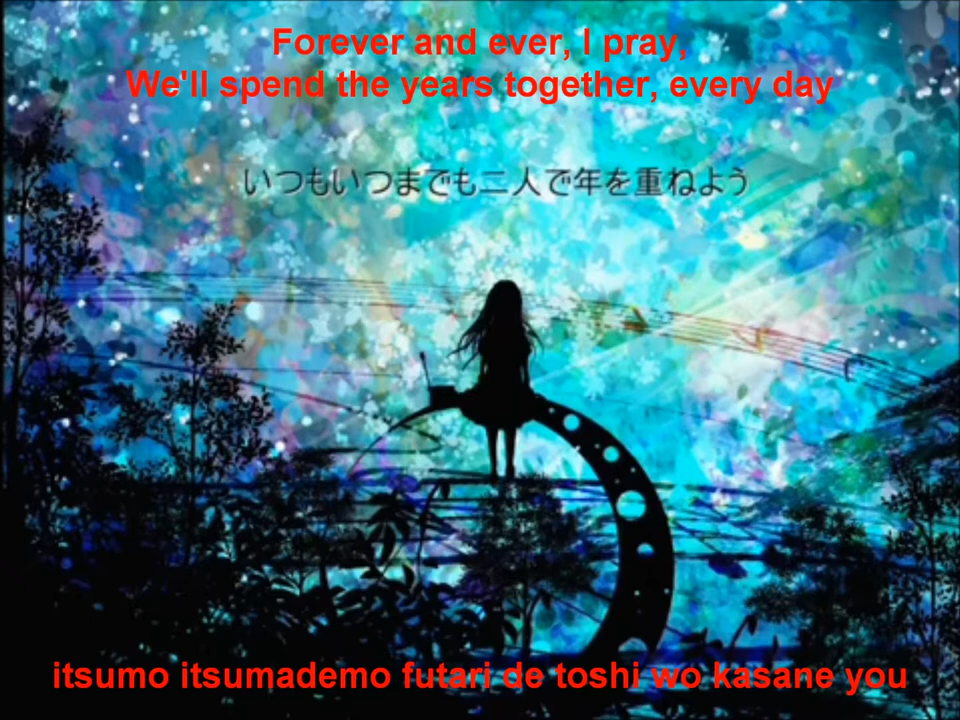 Forever and ever, I pray,
We'll spend the years together, every day
いつもいつまでも二人で年を重ねよう
itsumo itsumademo futari de toshi wo kasane you